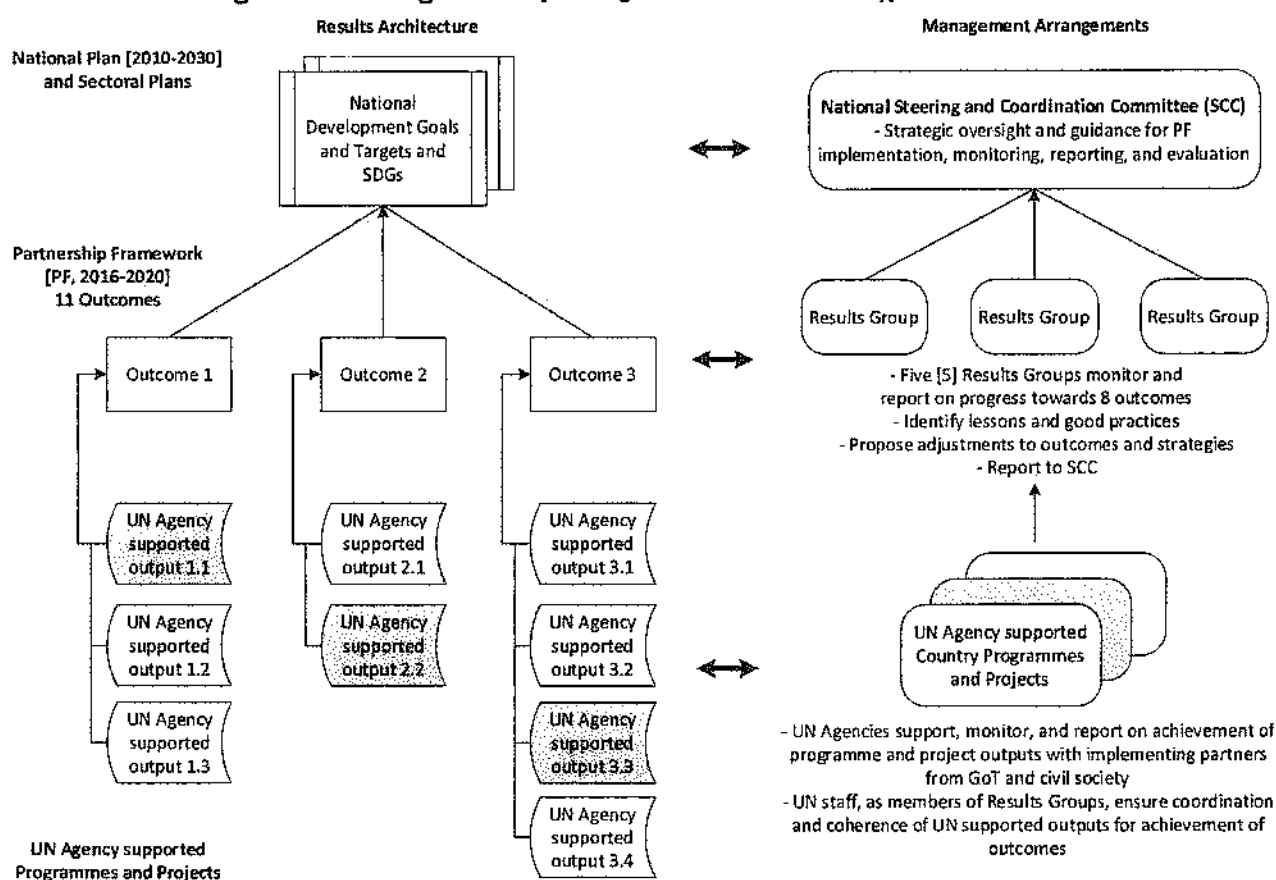 Results Architecture
Management Arrangements
National Plan [2010-2030]
and Sectoral Plans
National
Development Goals
and Targets and
SDGs
National Steering and Coordination Committee (SCC)
- Strategic oversight and guidance for PF
implementation, monitoring, reporting, and evaluation
Partnership Framework
[PF, 2016-2020]
11 Outcomes
Results Group
Results Group
Results Group
Outcome 1
Outcome 2
Outcome 3
- Five [5] Results Groups monitor and
report on progress towards 8 outcomes
- Identify lessons and good practices
- Propose adjustments to outcomes and strategies
- Report to SCC
UN Agency
supported
output 1.1
UN Agency
supported
output 1.2
UN Agency
supported
output 1.3
UN Agency
supported
output 2.1
UN Agency
supported
output 2.2
UN Agency
supported
output 3.1
UN Agency
supported
output 3.2
UN Agency
supported
output 3.3
UN Agency
supported
output 3.4
UN Agency supported
Country Programmes
and Projects
- UN Agencies support, monitor, and report on achievement of
programme and project outputs with implementing partners
from GoT and civil society
- UN staff, as members of Results Groups, ensure coordination
and coherence of UN supported outputs for achievement of
outcomes
UN Agency supported
Programmes and Projects